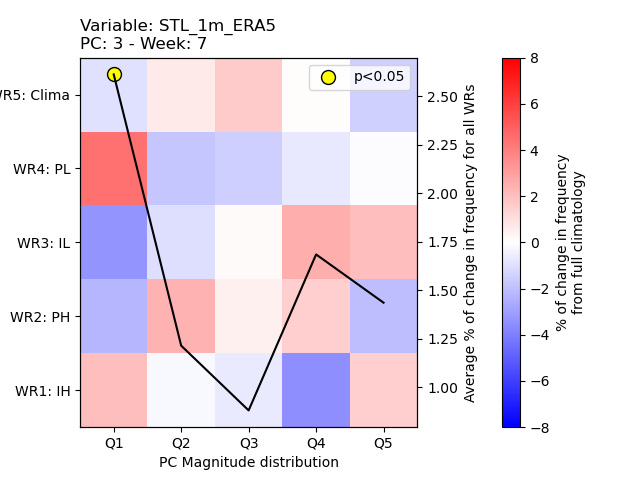 Variable: STL_1m_ERA5
PC: 3 - Week: 7
p<0.05
WR5: Clima
WR4: PL
WR3: IL
WR2: PH
WR1: IH
Q1 Q2 Q3 Q4 Q5
PC Magnitude distribution
2.50
2.25
2.00
1.75
1.50
1.25
1.00
Average % of change in frequency for all WRs
8
6
4
2
0
−2
−4
−6
−8
% of change in frequency
from full climatology